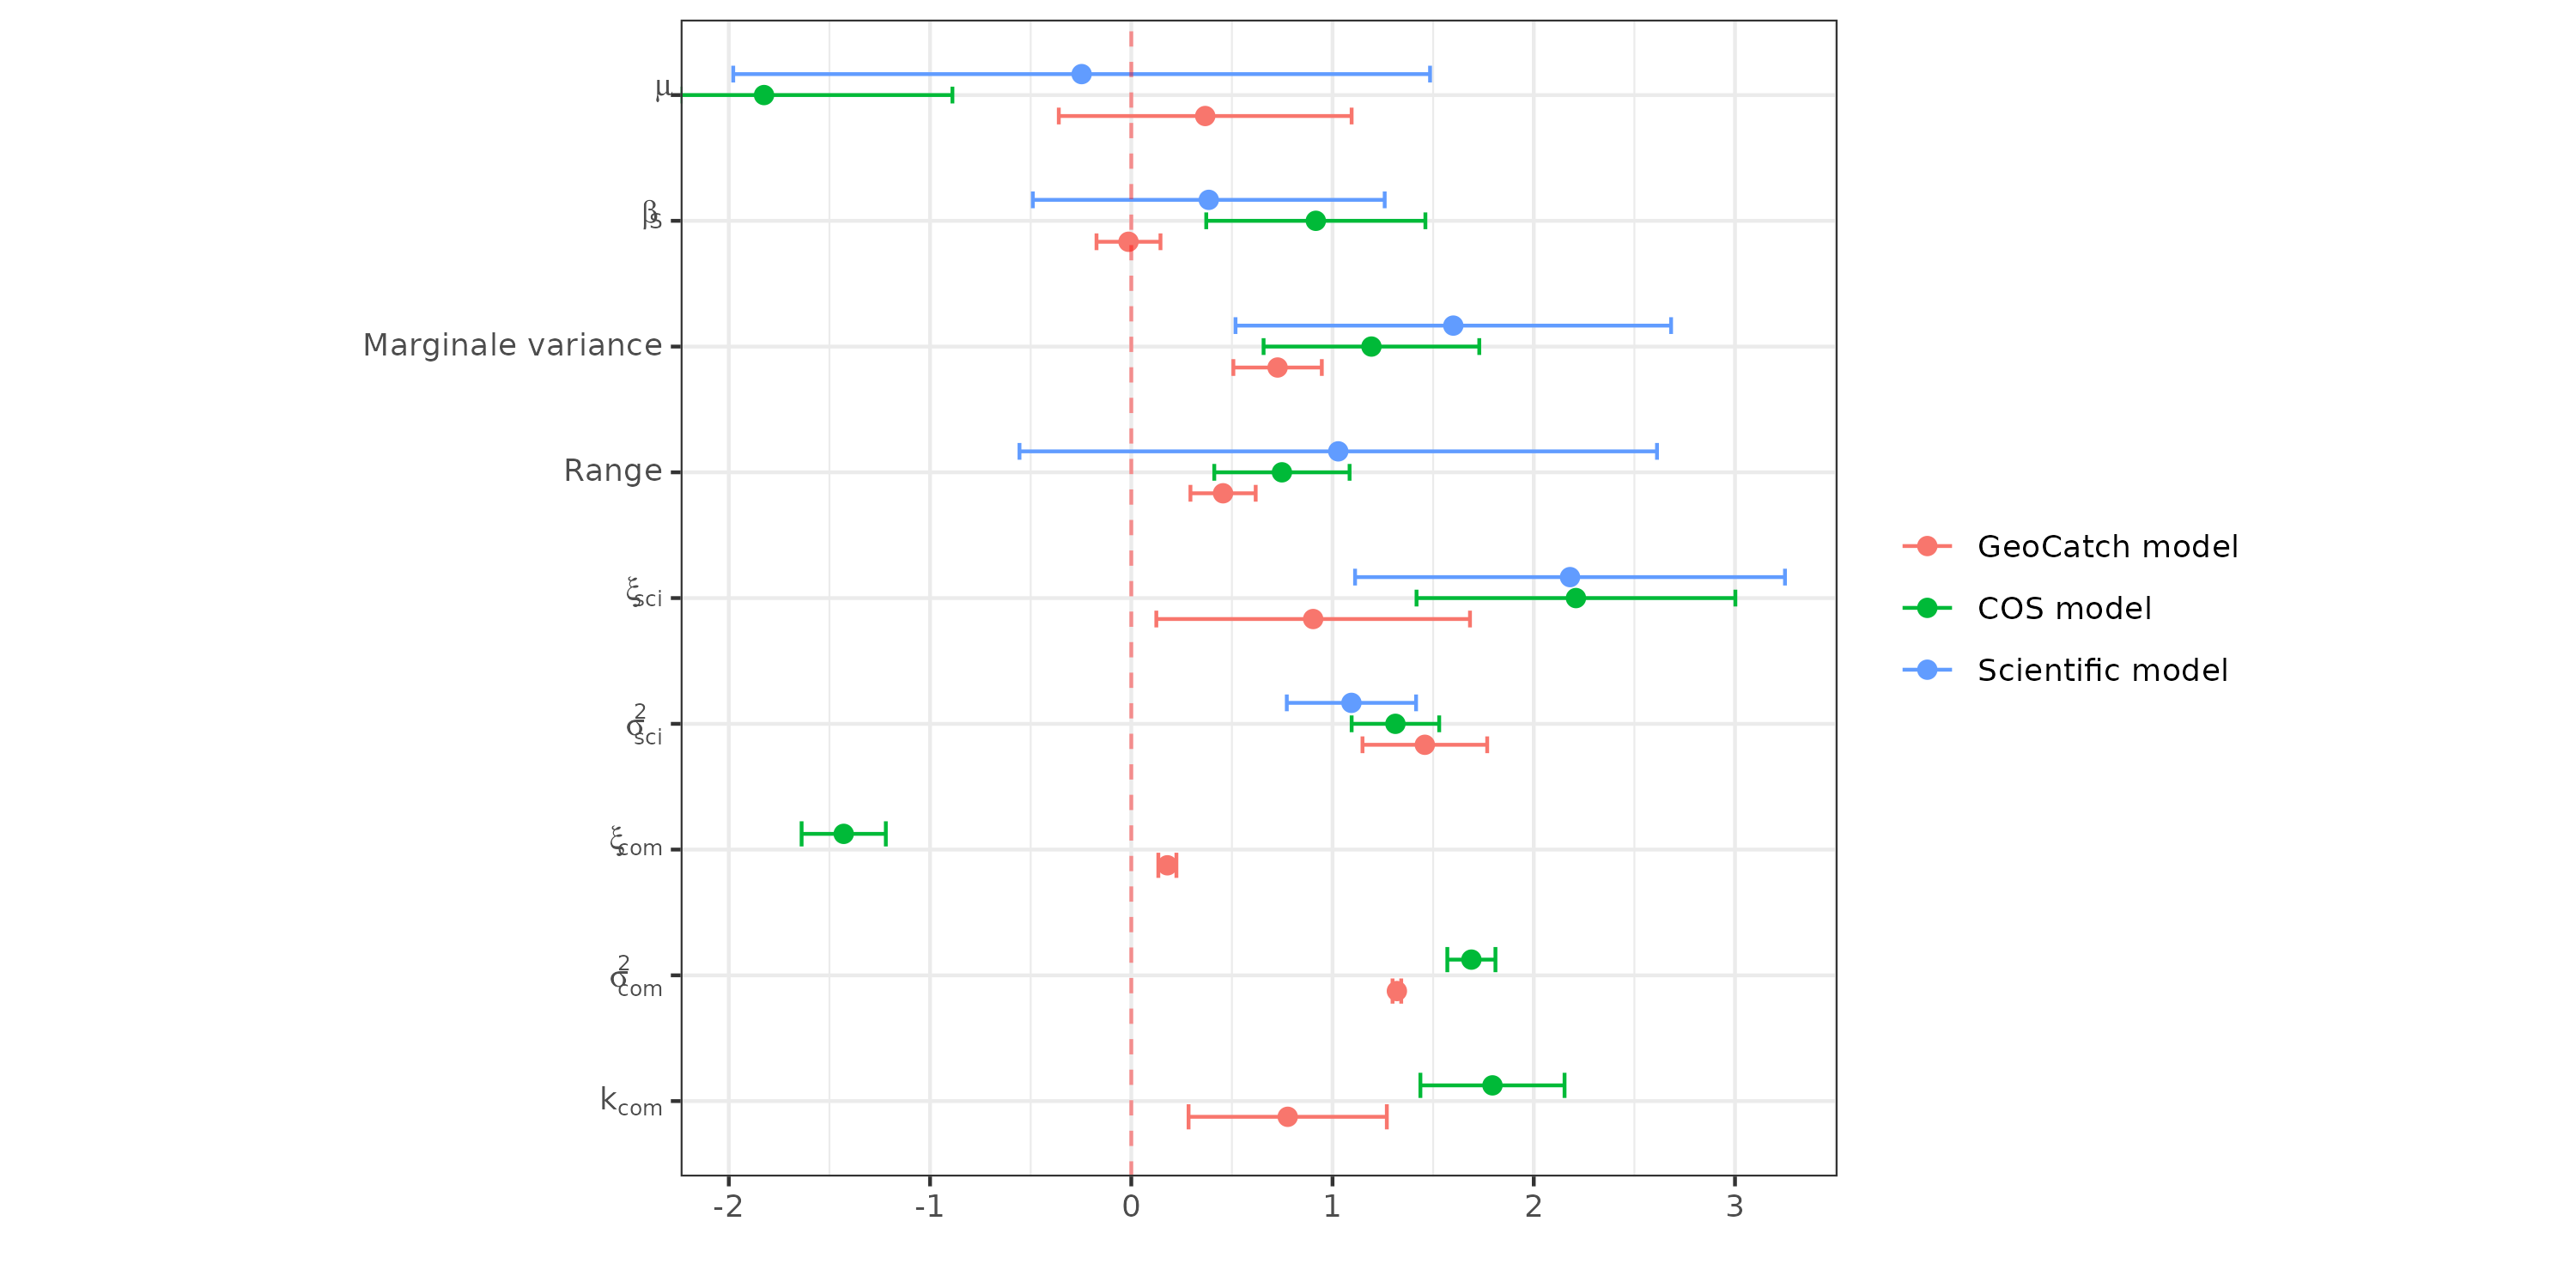 μ
βs
Marginale variance
Range
ξsci
σ²sci
ξcom
σ²com
kcom
-2 -1 0 1 2 3
GeoCatch model
COS model
Scientific model